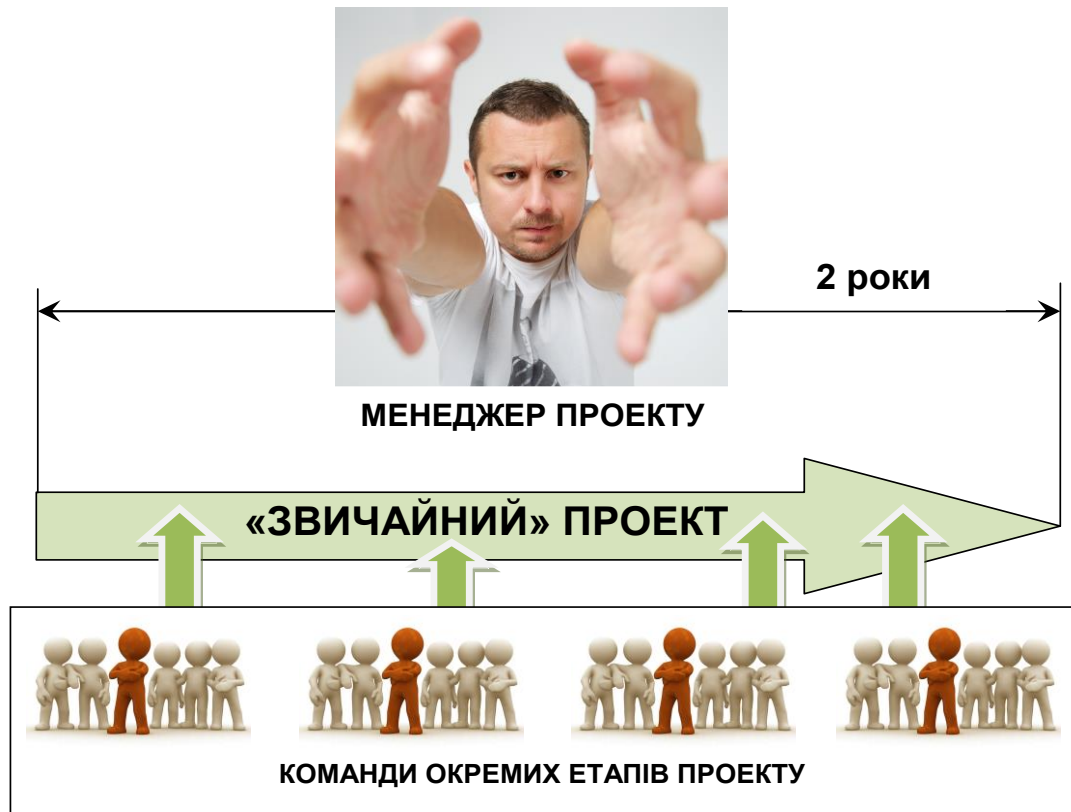 2 роки
МЕНЕДЖЕР ПРОЕКТУ
«ЗВИЧАЙНИЙ» ПРОЕКТ
КОМАНДИ ОКРЕМИХ ЕТАПІВ ПРОЕКТУ